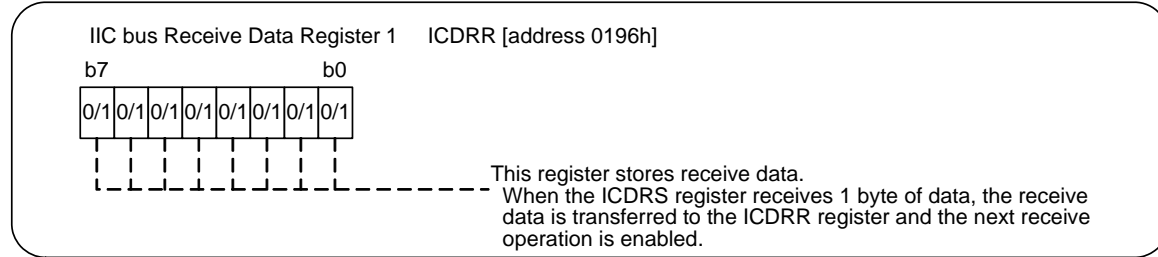 IIC bus Receive Data Register 1 ICDRR [address 0196h]
b7 b0
0/1 0/1 0/1 0/1 0/1 0/1 0/1 0/1
This register stores receive data.
When the ICDRS register receives 1 byte of data, the receive
data is transferred to the ICDRR register and the next receive
operation is enabled.